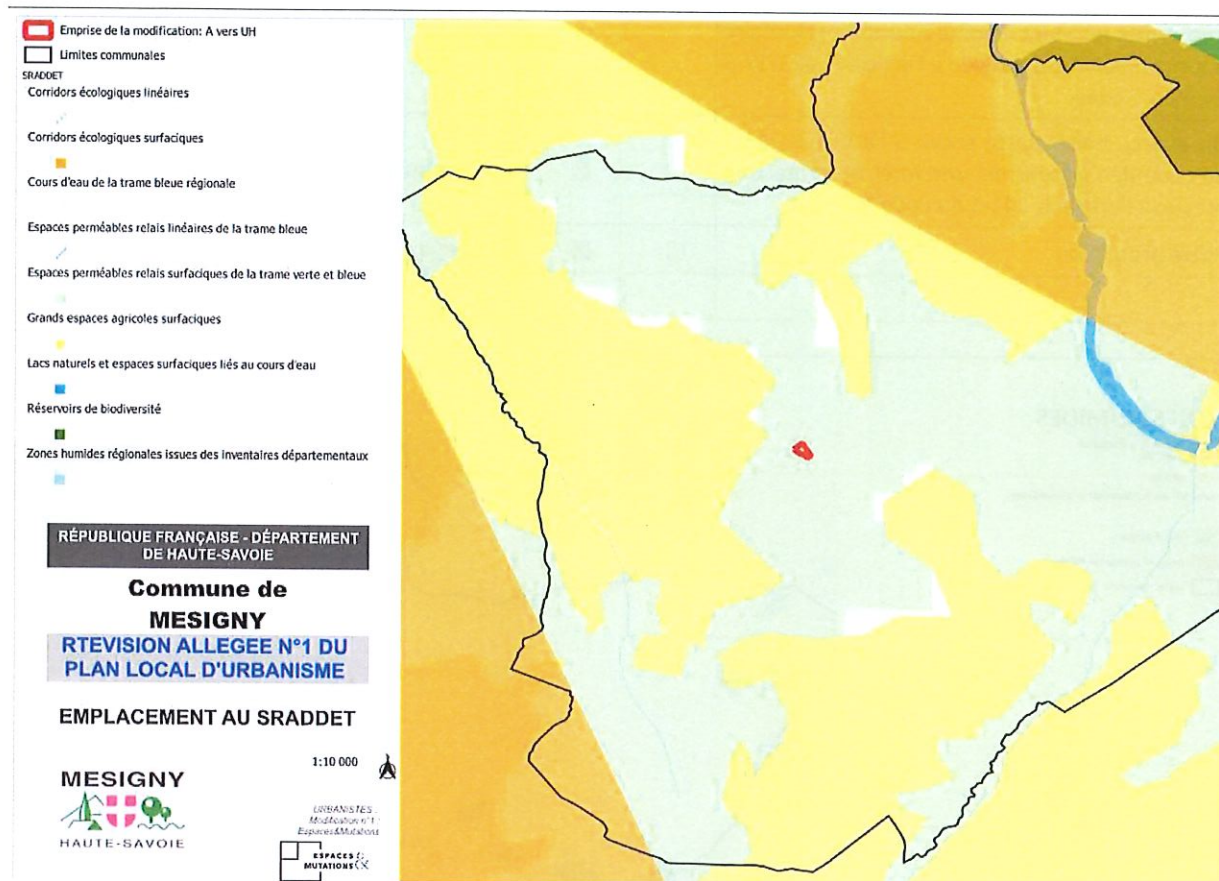 Emprise de la modification: A vers UH
Limites communales
SRADDET
Corridors écologiques linéaires
Corridors écologiques surfaciques
Cours d'eau de la trame bleue régionale
Espaces perméables relais linéaires de la trame bleue
Espaces perméables relais surfaciques de la trame verte et bleue
Grands espaces agricoles surfaciques
Lacs naturels et espaces surfaciques liés au cours d'eau
Réservoirs de biodiversité
Zones humides régionales issues des inventaires départementaux
RÉPUBLIQUE FRANÇAISE - DÉPARTEMENT
DE HAUTE-SAVOIE
Commune de
MESIGNY
RTEVISION ALLEGEE N°1 DU
PLAN LOCAL D'URBANISME
EMPLACEMENT AU SRADDET
1:10 000
MESIGNY
HAUTE-SAVOIE
URBANISTES :
Modification n°1 :
Espaces&Mutations
ESPACES
MUTATIONS